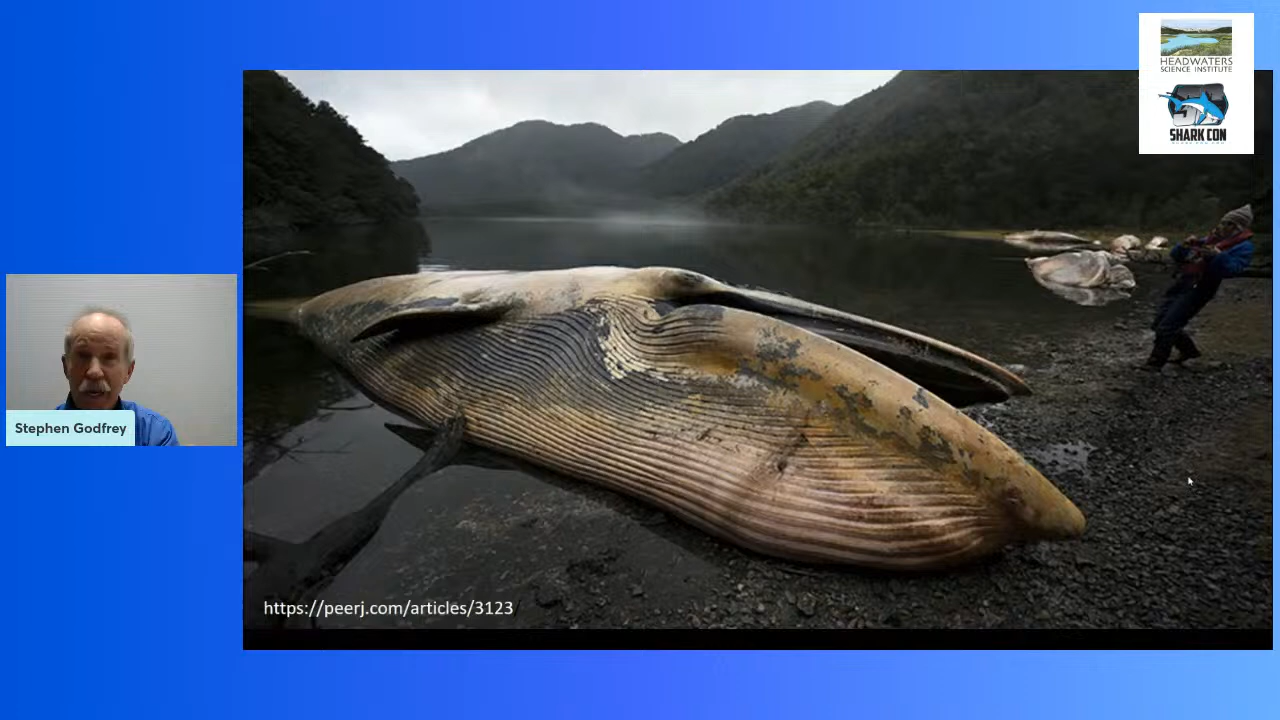 HEADWATERS
SCIENCE INSTITUTE
SHARK CON
Stephen Godfrey
https://peerj.com/articles/3123